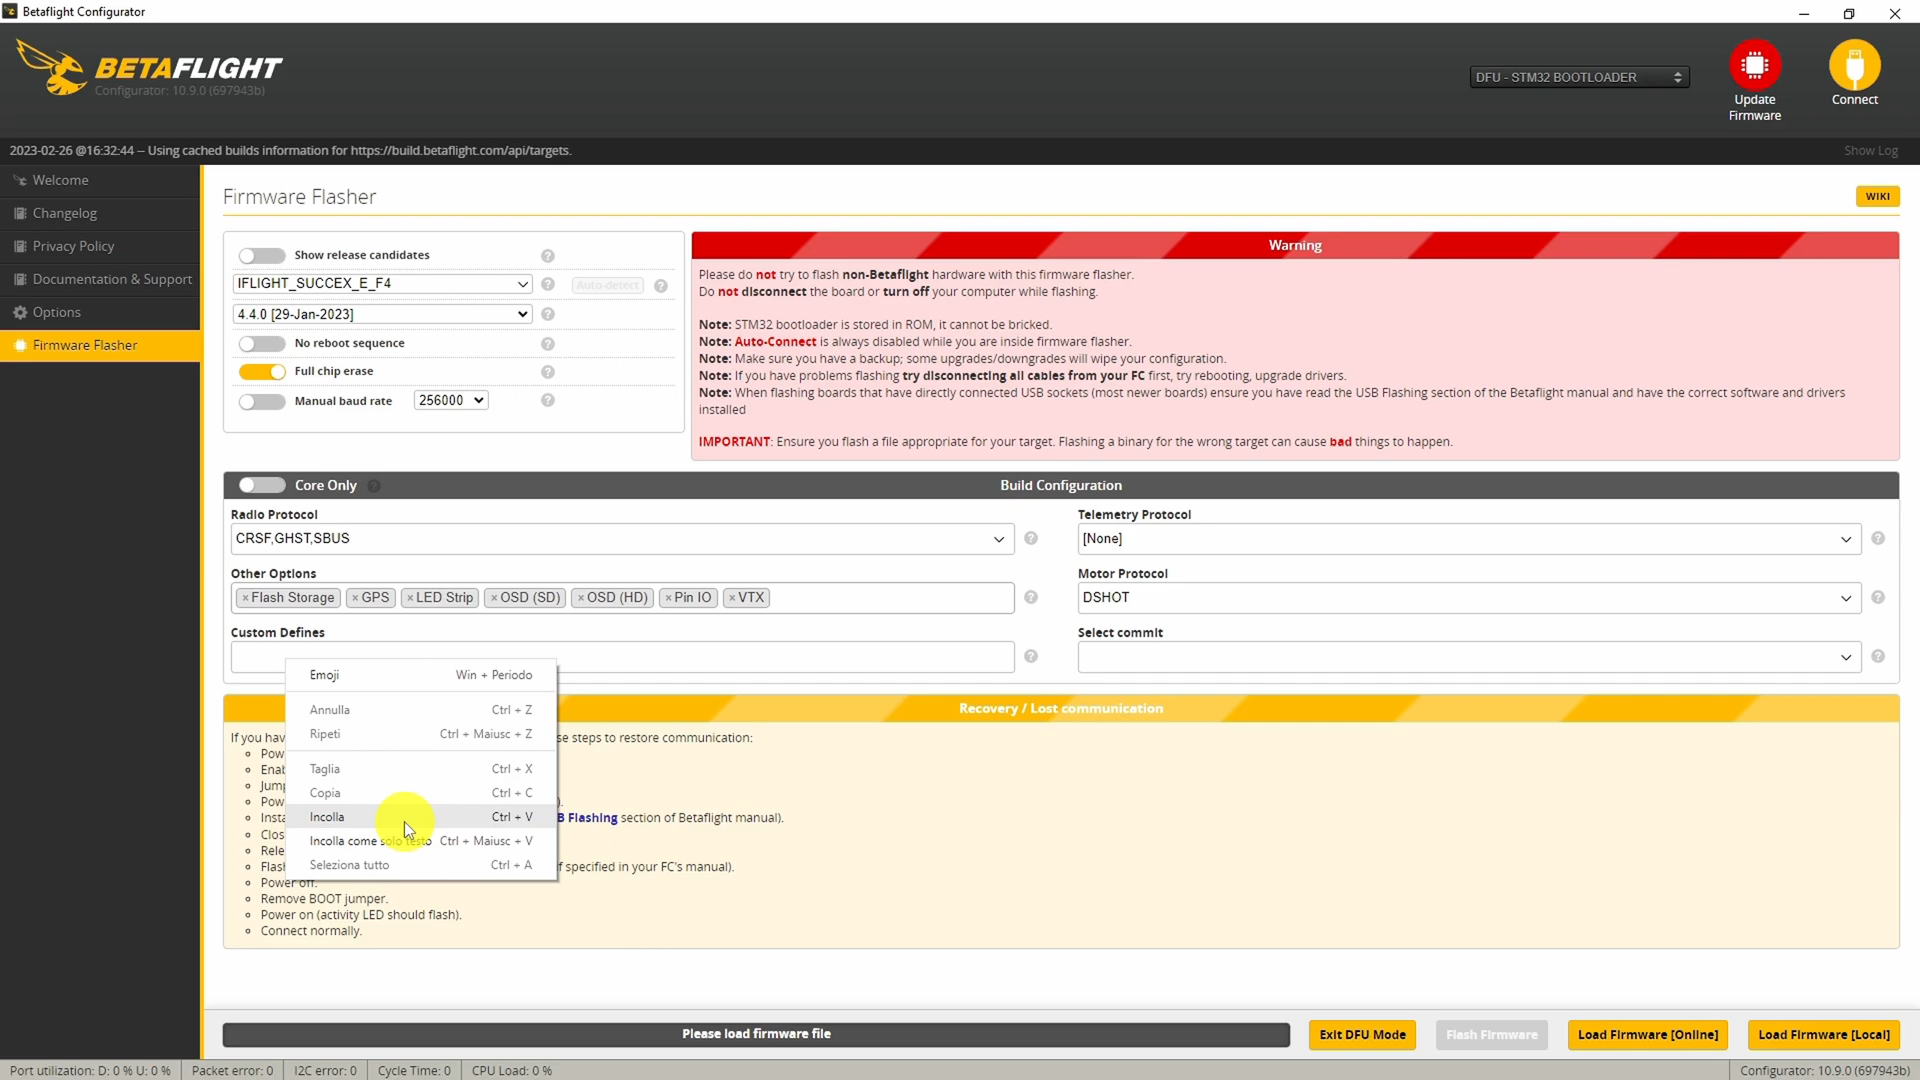 Betaflight Configurator
BETAFLIGHT
Configurator: 10.9.0 (697943b)
DFU - STM32 BOOTLOADER
Update
Firmware
Connect
2023-02-26 @16:32:44 -- Using cached builds information for https://build.betaflight.com/api/targets.
Show Log
Welcome
Changelog
Privacy Policy
Documentation & Support
Options
Firmware Flasher
Firmware Flasher
WIKI
Show release candidates
IFLIGHT_SUCCEX_E_F4
Auto-detect
4.4.0 [29-Jan-2023]
No reboot sequence
Full chip erase
Manual baud rate
256000
Warning
Please do not try to flash non-Betaflight hardware with this firmware flasher.
Do not disconnect the board or turn off your computer while flashing.
Note: STM32 bootloader is stored in ROM, it cannot be bricked.
Note: Auto-Connect is always disabled while you are inside firmware flasher.
Note: Make sure you have a backup; some upgrades/downgrades will wipe your configuration.
Note: If you have problems flashing try disconnecting all cables from your FC first, try rebooting, upgrade drivers.
Note: When flashing boards that have directly connected USB sockets (most newer boards) ensure you have read the USB Flashing section of the Betaflight manual and have the correct software and drivers
installed
IMPORTANT: Ensure you flash a file appropriate for your target. Flashing a binary for the wrong target can cause bad things to happen.
Core Only
Build Configuration
Radio Protocol
CRSF,GHST,SBUS
Telemetry Protocol
[None]
Other Options
× Flash Storage × GPS × LED Strip × OSD (SD) × OSD (HD) × Pin IO × VTX
Motor Protocol
DSHOT
Custom Defines
Select commit
Emoji Win + Periodo
Annulla Ctrl + Z
Ripeti Ctrl + Maiusc + Z
Taglia Ctrl + X
Copia Ctrl + C
Incolla Ctrl + V
Incolla come solo testo Ctrl + Maiusc + V
Seleziona tutto Ctrl + A
Recovery / Lost communication
If you hav
se steps to restore communication:
Pow
Enab
Jump
Pow
).
Insta
B Flashing section of Betaflight manual).
Clos
Rele
Flash
f specified in your FC's manual).
Power off.
Remove BOOT jumper.
Power on (activity LED should flash).
Connect normally.
Please load firmware file
Exit DFU Mode
Flash Firmware
Load Firmware [Online]
Load Firmware [Local]
Port utilization: D: 0 % U: 0 %
Packet error: 0
I2C error: 0
Cycle Time: 0
CPU Load: 0 %
Configurator: 10.9.0 (697943b)